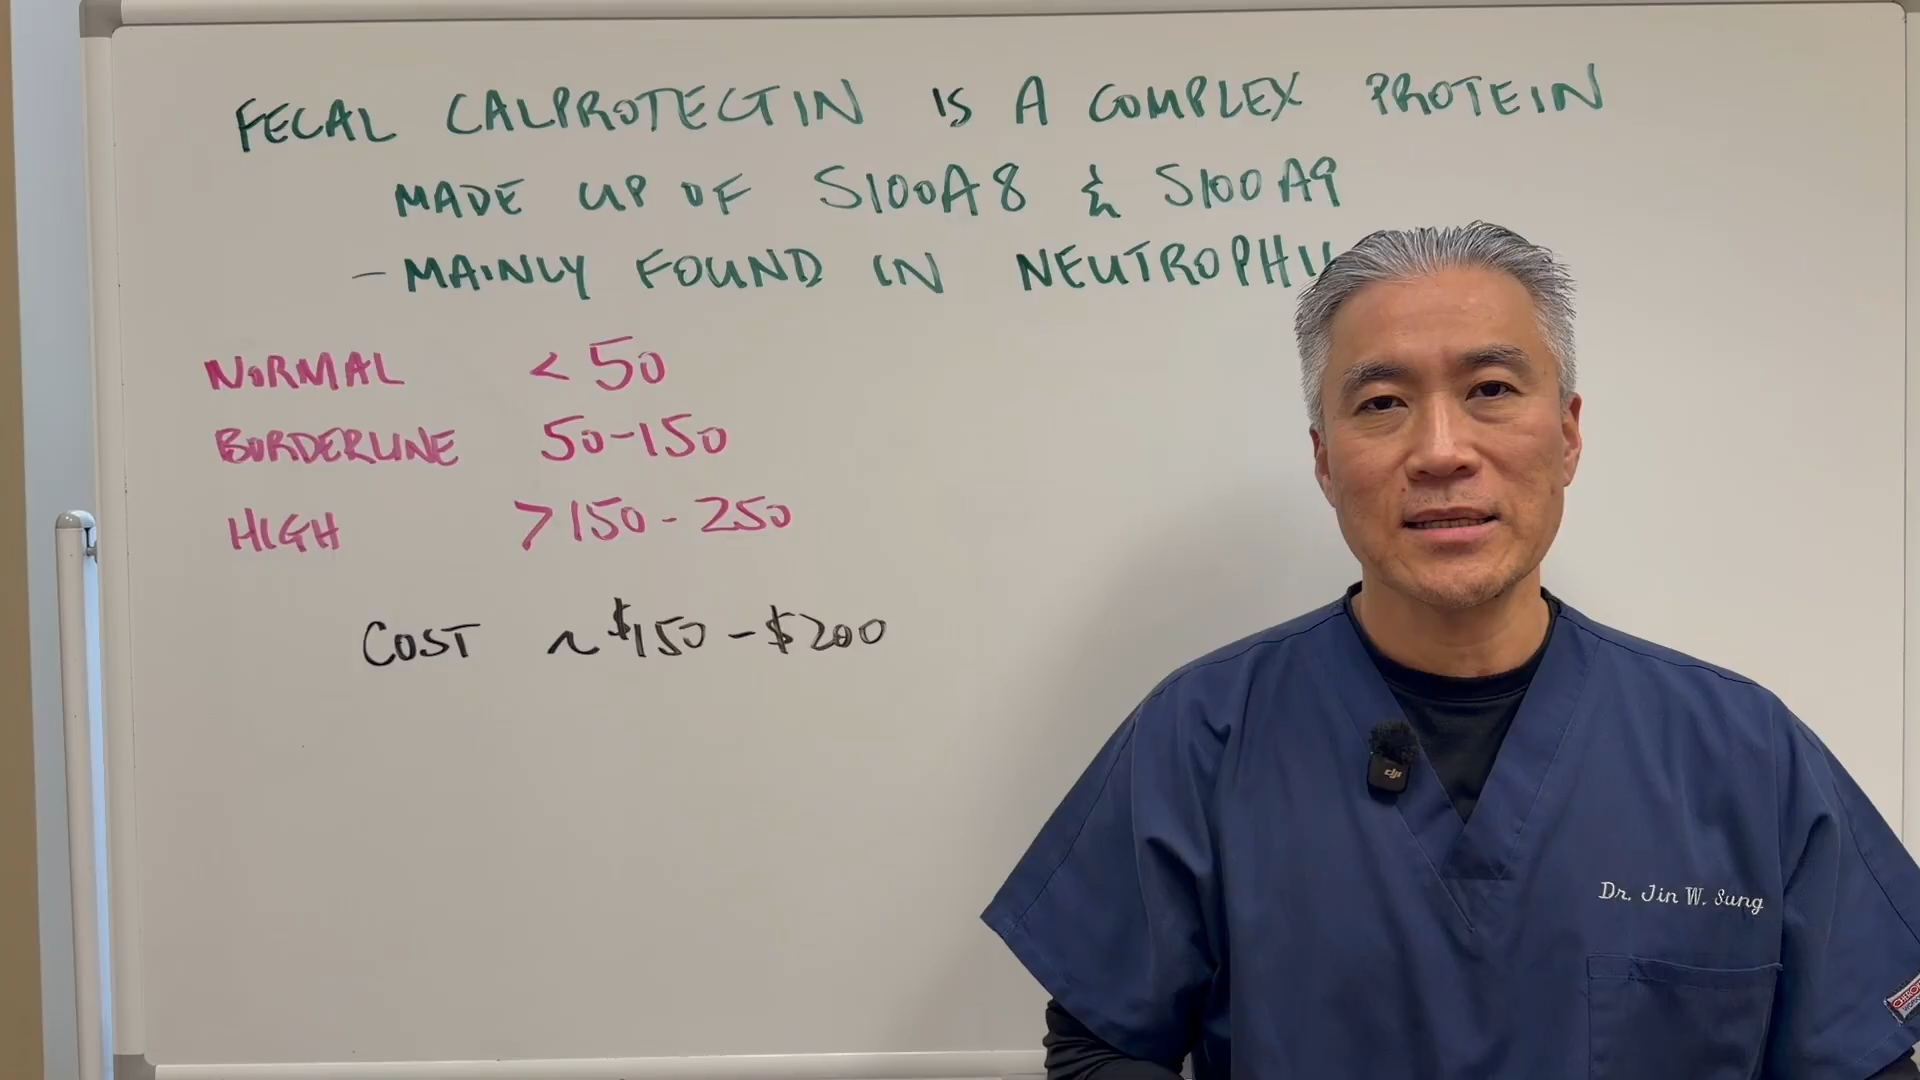 FECAL CALPROTECTIN IS A COMPLEX PROTEIN
MADE UP OF S100A8 & S100A9
- MAINLY FOUND IN
NORMAL < 50
BORDERLINE 50-150
HIGH > 150 - 250
COST ~ $150 - $200
dji
Dr. Jin W. Sung